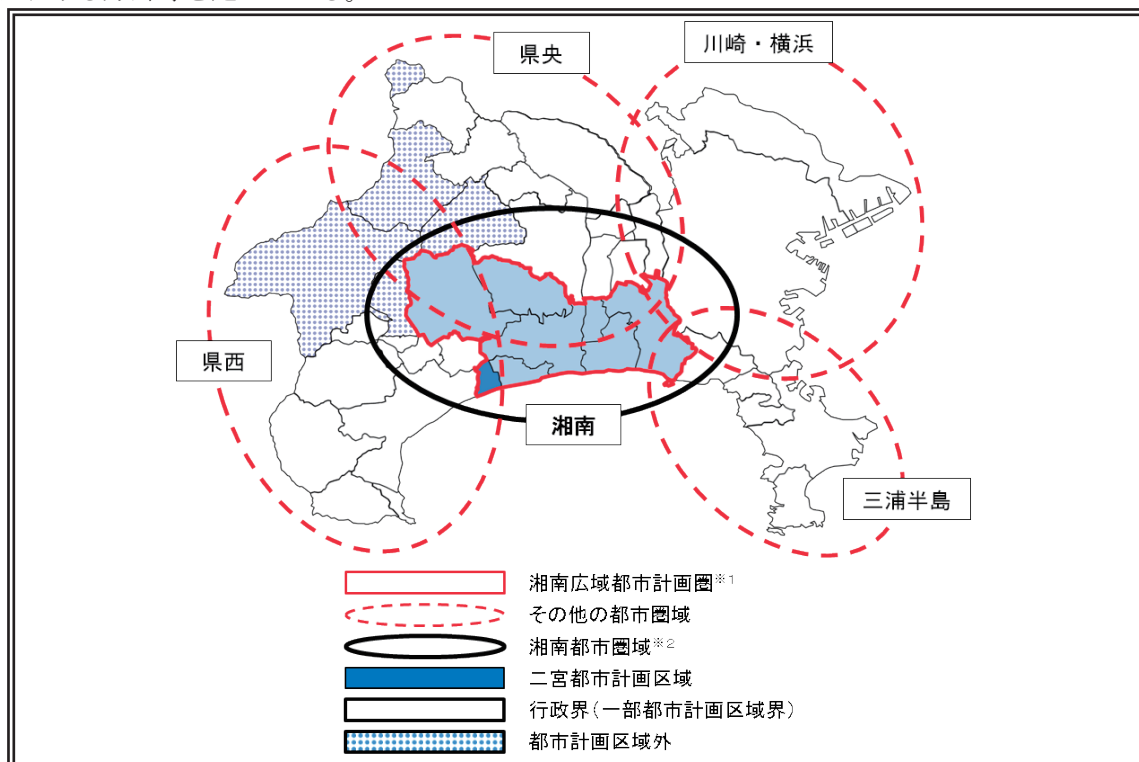 県央
川崎・横浜
県西
湘南
三浦半島
湘南広域都市計画圏※1
その他の都市圏域
湘南都市圏域※2
二宮都市計画区域
行政界(一部都市計画区域界)
都市計画区域外